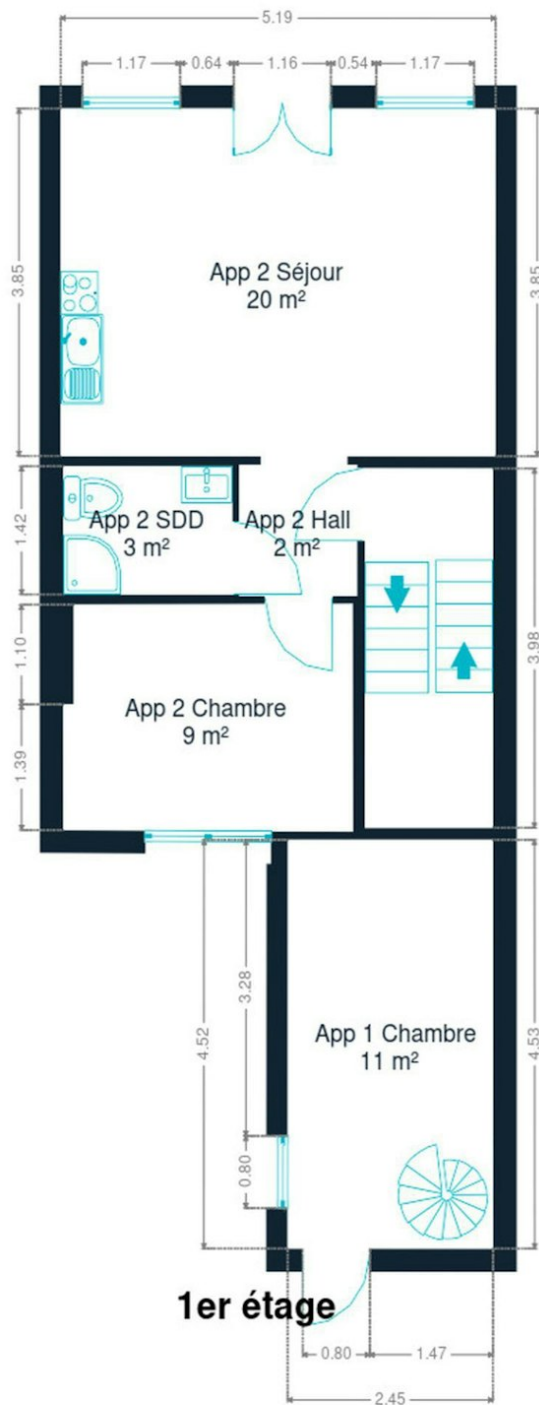 5.19
1.17
0.64
1.16
0.54
1.17
3.85
3.85
App 2 Séjour
20 m²
1.42
App 2 SDD
3 m²
App 2 Hall
2 m²
1.10
3.98
App 2 Chambre
9 m²
1.39
4.52
3.28
4.53
App 1 Chambre
11 m²
0.80
1er étage
0.80
1.47
2.45